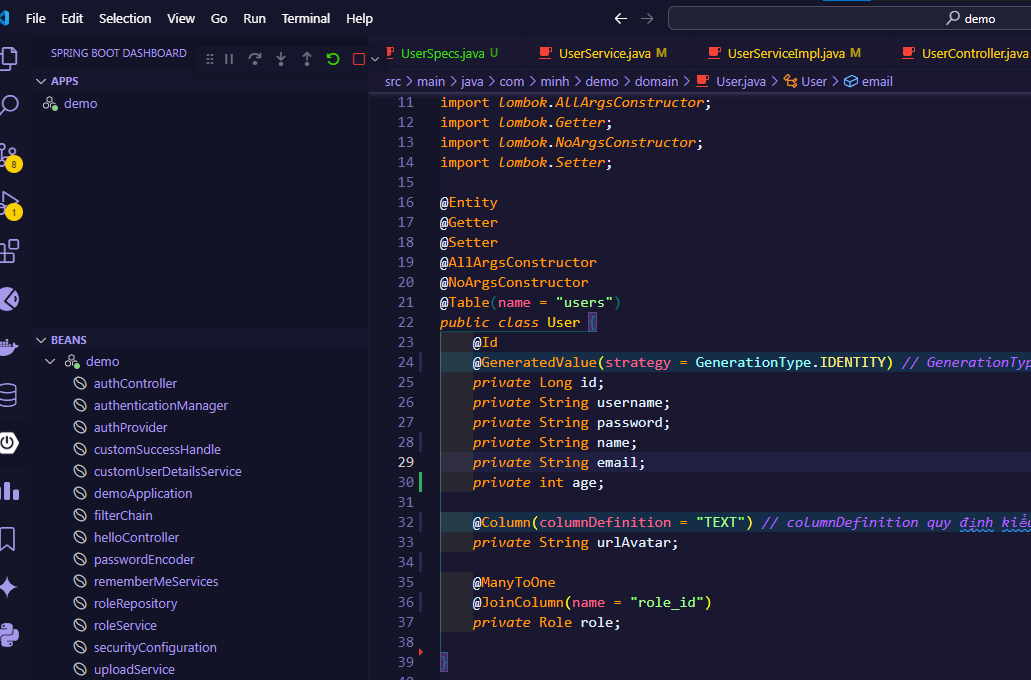 File Edit Selection View Go Run Terminal Help
demo
SPRING BOOT DASHBOARD
APPS
demo
BEANS
demo
authController
authenticationManager
authProvider
customSuccessHandle
customUserDetailsService
demoApplication
filterChain
helloController
passwordEncoder
rememberMeServices
roleRepository
roleService
securityConfiguration
uploadService
8
1
UserSpecs.java U UserService.java M UserServiceImpl.java M UserController.java
src > main > java > com > minh > demo > domain > User.java > User > email
11 import lombok.AllArgsConstructor;
12 import lombok.Getter;
13 import lombok.NoArgsConstructor;
14 import lombok.Setter;
15
16 @Entity
17 @Getter
18 @Setter
19 @AllArgsConstructor
20 @NoArgsConstructor
21 @Table(name = "users")
22 public class User {
23 @Id
24 @GeneratedValue(strategy = GenerationType.IDENTITY) // GenerationTyp
25 private Long id;
26 private String username;
27 private String password;
28 private String name;
29 private String email;
30 private int age;
31
32 @Column(columnDefinition = "TEXT") // columnDefinition quy định kiểu
33 private String urlAvatar;
34
35 @ManyToOne
36 @JoinColumn(name = "role_id")
37 private Role role;
38
39 }